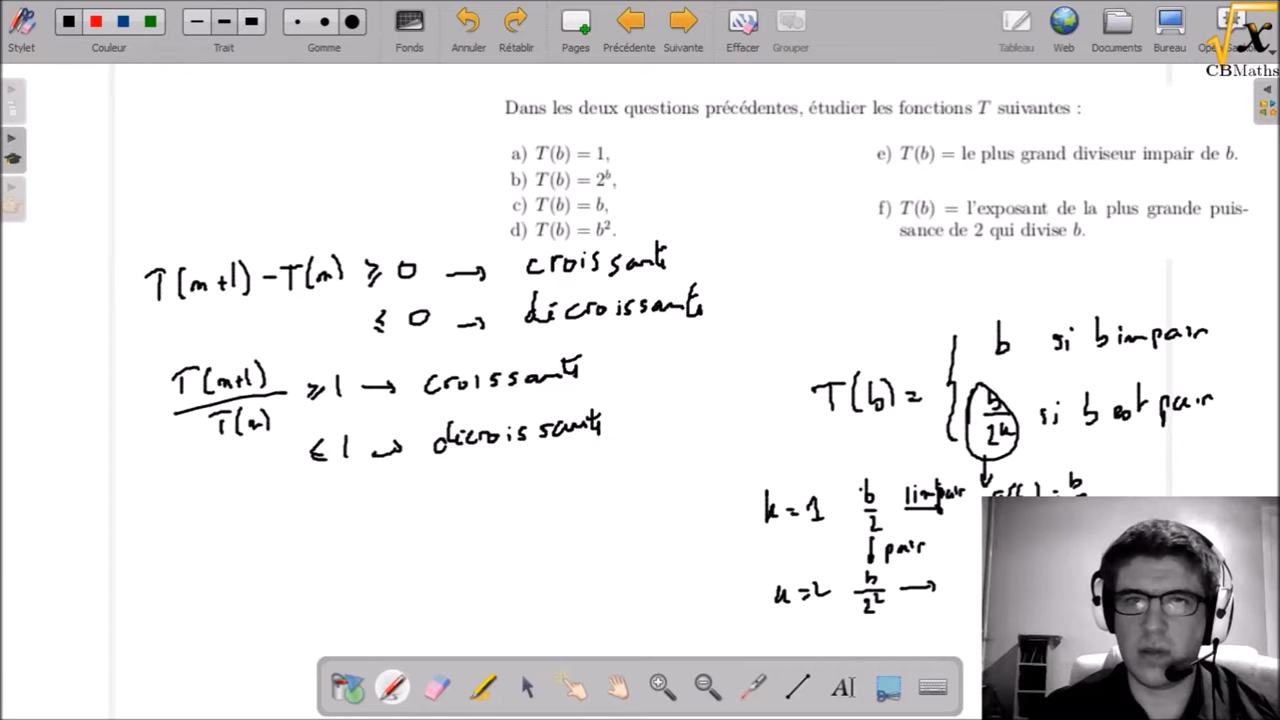 Stylet
Couleur
Trait
Gomme
Fonds
Annuler
Rétablir
Pages
Précédente
Suivante
Effacer
Grouper
Tableau
Web
Documents
Bureau
CBMaths
Dans les deux questions précédentes, étudier les fonctions T suivantes :
a) T(b) = 1,
b) T(b) = 2^b,
c) T(b) = b,
d) T(b) = b².
e) T(b) = le plus grand diviseur impair de b.
f) T(b) = l'exposant de la plus grande puis-
sance de 2 qui divise b.
T(n+1) - T(n) ≥ 0 → croissante
≤ 0 → décroissante
T(n+1)/T(n) ≥ 1 → croissante
≤ 1 → décroissante
T(b) = { b si b impair
b/2^k si b est pair
k = 1 b/2 impair
↓ pair
k = 2 b/2² →
AI